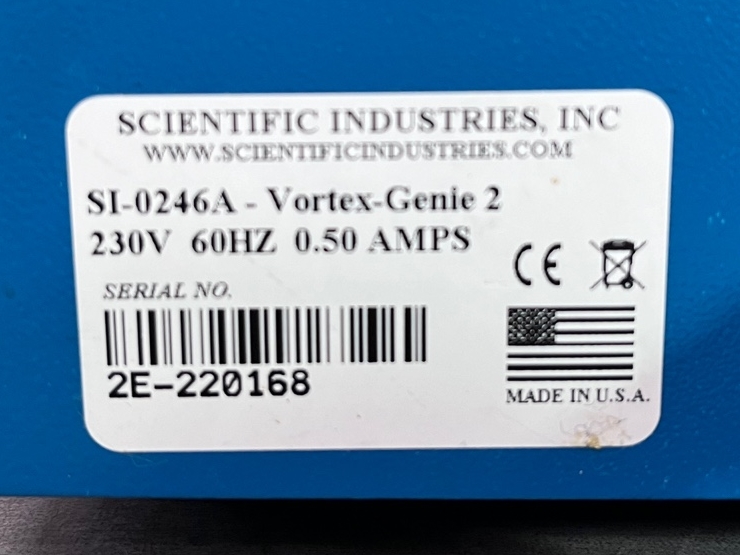 SCIENTIFIC INDUSTRIES, INC
WWW.SCIENTIFICINDUSTRIES.COM
SI-0246A - Vortex-Genie 2
230V 60HZ 0.50 AMPS
SERIAL NO.
2E-220168
CE
MADE IN U.S.A.